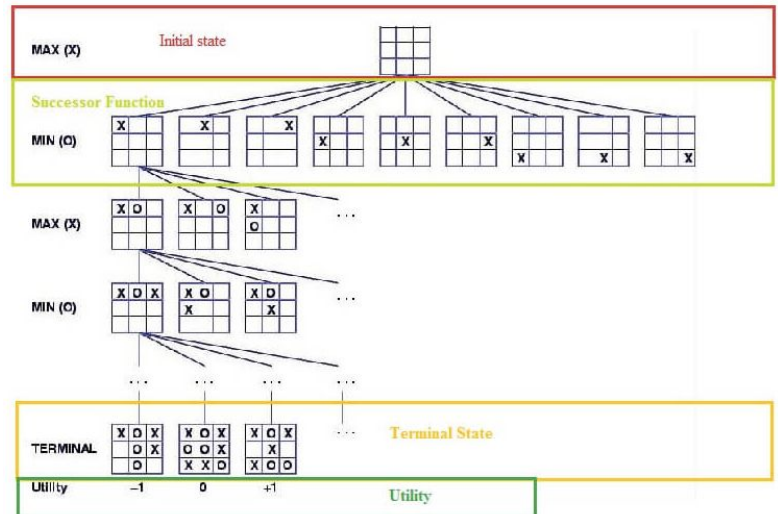 MAX (X)
Initial state
Successor Function
MIN (O)
X X X X X X X X X
MAX (X)
X O X O X
O
...
MIN (O)
X O X X O X O
X X
...
... ... ... ...
TERMINAL
X O X X O X X O X
O X O O X X
O X X O X O O
...
Terminal State
Utility -1 0 +1
Utility